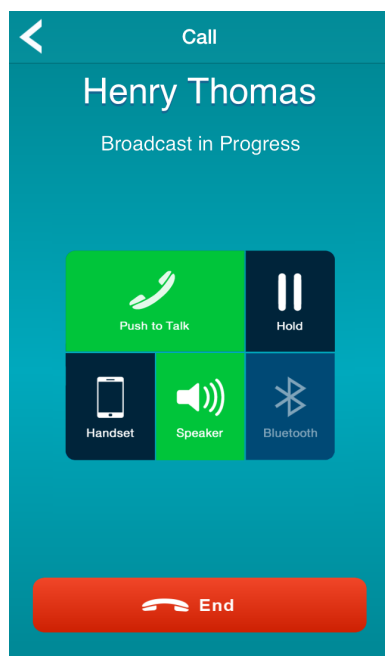 Call
Henry Thomas
Broadcast in Progress
Push to Talk
Hold
Handset
Speaker
Bluetooth
End